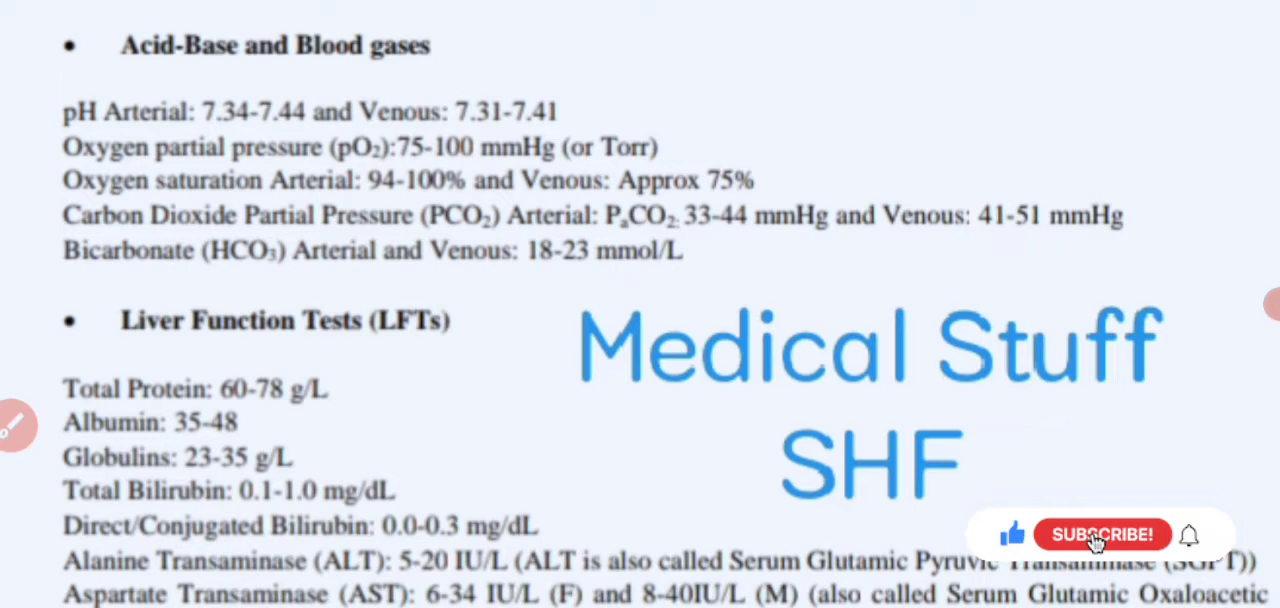 • Acid-Base and Blood gases
pH Arterial: 7.34-7.44 and Venous: 7.31-7.41
Oxygen partial pressure (pO₂):75-100 mmHg (or Torr)
Oxygen saturation Arterial: 94-100% and Venous: Approx 75%
Carbon Dioxide Partial Pressure (PCO₂) Arterial: PₐCO₂ 33-44 mmHg and Venous: 41-51 mmHg
Bicarbonate (HCO₃) Arterial and Venous: 18-23 mmol/L
• Liver Function Tests (LFTs)
Medical Stuff
SHF
Total Protein: 60-78 g/L
Albumin: 35-48
Globulins: 23-35 g/L
Total Bilirubin: 0.1-1.0 mg/dL
Direct/Conjugated Bilirubin: 0.0-0.3 mg/dL
SUBSCRIBE!
Alanine Transaminase (ALT): 5-20 IU/L (ALT is also called Serum Glutamic Pyruvic Transaminase (SGPT))
Aspartate Transaminase (AST): 6-34 IU/L (F) and 8-40IU/L (M) (also called Serum Glutamic Oxaloacetic